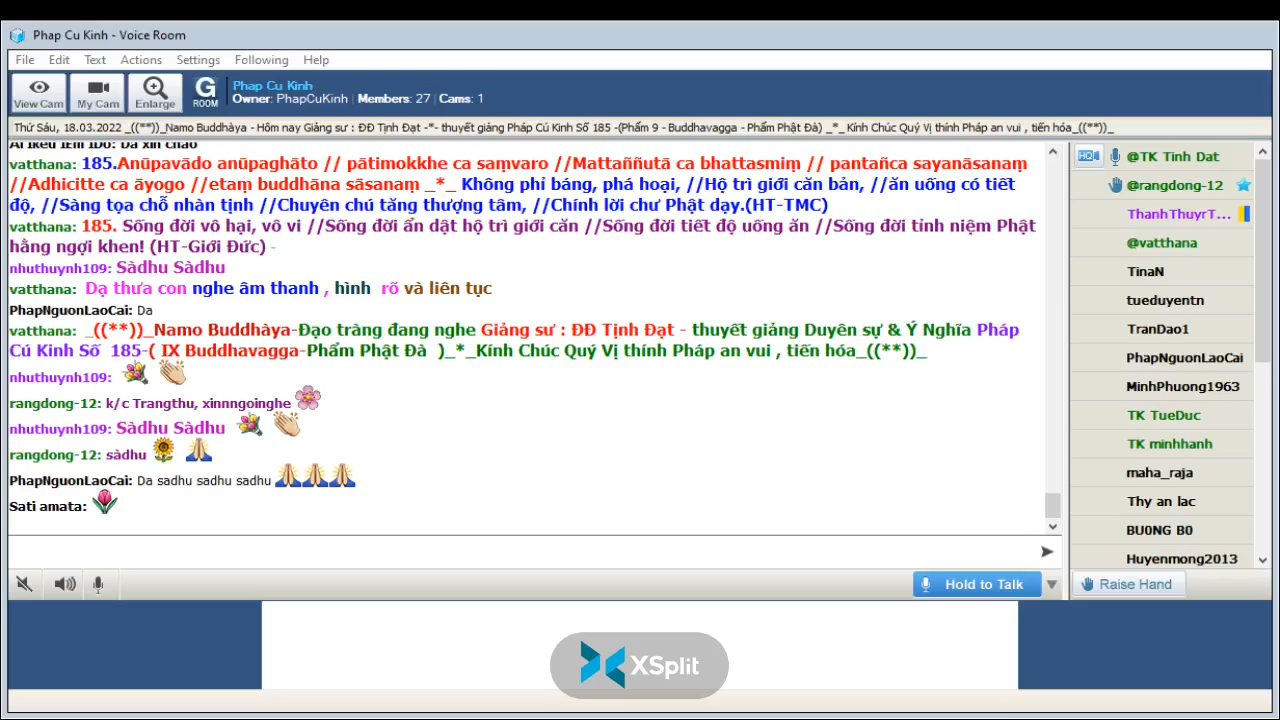 Phap Cu Kinh - Voice Room
File Edit Text Actions Settings Following Help
View Cam My Cam Enlarge G ROOM
Phap Cu Kinh
Owner: PhapCuKinh Members: 27 Cams: 1
Thứ Sáu, 18.03.2022 _((**))_Namo Buddhàya - Hôm nay Giảng sư : ĐĐ Tịnh Đạt -*- thuyết giảng Pháp Cú Kinh Số 185 -(Phẩm 9 - Buddhavagga - Phẩm Phật Đà) _*_ Kính Chúc Quý Vị thính Pháp an vui , tiến hóa_((**))_
vatthana: 185.Anūpavādo anūpaghāto // pātimokkhe ca saṃvaro //Mattaññutā ca bhattasmiṃ // pantañca sayanāsanaṃ
//Adhicitte ca āyogo //etaṃ buddhāna sāsanaṃ _*_ Không phỉ báng, phá hoại, //Hộ trì giới căn bản, //ăn uống có tiết
độ, //Sàng tọa chỗ nhàn tịnh //Chuyên chú tăng thượng tâm, //Chính lời chư Phật dạy.(HT-TMC)
vatthana: 185. Sống đời vô hại, vô vi //Sống đời ẩn dật hộ trì giới căn //Sống đời tiết độ uống ăn //Sống đời tỉnh niệm Phật
hằng ngợi khen! (HT-Giới Đức) -
nhuthuynh109: Sàdhu Sàdhu
vatthana: Dạ thưa con nghe âm thanh , hình rõ và liên tục
PhapNguonLaoCai: Da
vatthana: _((**))_Namo Buddhàya-Đạo tràng đang nghe Giảng sư : ĐĐ Tịnh Đạt - thuyết giảng Duyên sự & Ý Nghĩa Pháp
Cú Kinh Số 185-( IX Buddhavagga-Phẩm Phật Đà )_*_Kính Chúc Quý Vị thính Pháp an vui , tiến hóa_((**))_
nhuthuynh109:
rangdong-12: k/c Trangthu, xinnngoinghe
nhuthuynh109: Sàdhu Sàdhu
rangdong-12: sàdhu
PhapNguonLaoCai: Da sadhu sadhu sadhu
Sati amata:
HQ @TK Tinh Dat
@rangdong-12
ThanhThuyrT...
@vatthana
TinaN
tueduyentn
TranDao1
PhapNguonLaoCai
MinhPhuong1963
TK TueDuc
TK minhhanh
maha_raja
Thy an lac
BU0NG B0
Huyenmong2013
Hold to Talk
Raise Hand
XSplit